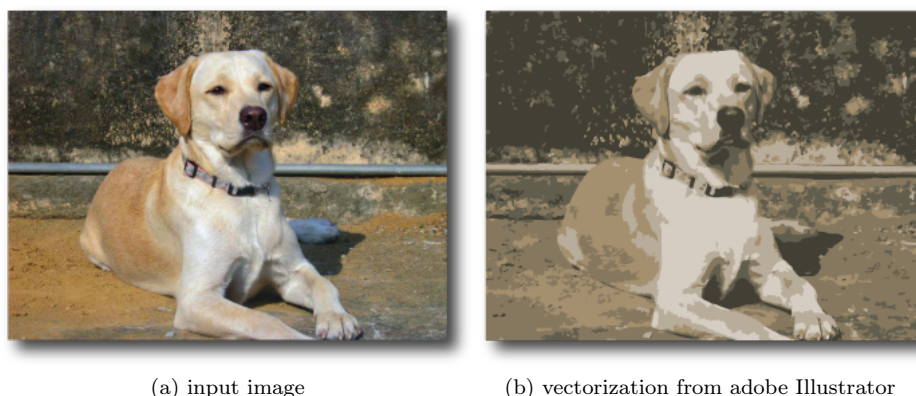 (a) input image
(b) vectorization from adobe Illustrator